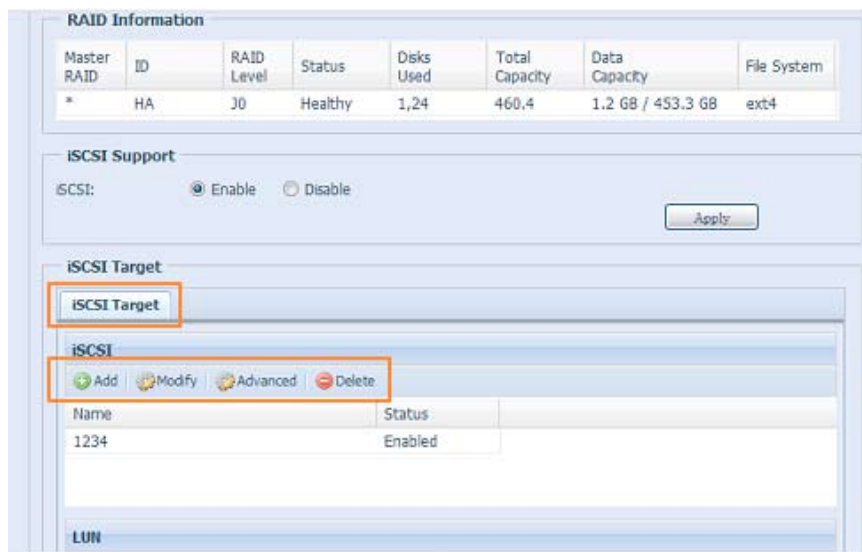 RAID Information
Master RAID ID RAID Level Status Disks Used Total Capacity Data Capacity File System
* HA J0 Healthy 1,24 460.4 1.2 GB / 453.3 GB ext4
iSCSI Support
iSCSI: Enable Disable
Apply
iSCSI Target
iSCSI Target
iSCSI
Add Modify Advanced Delete
Name Status
1234 Enabled
LUN